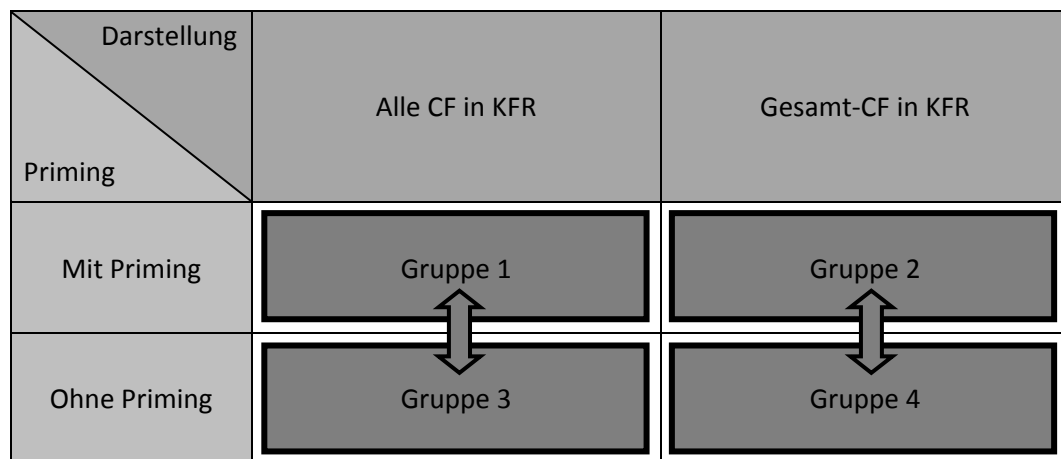 Darstellung
Priming
Alle CF in KFR
Gesamt-CF in KFR
Mit Priming
Gruppe 1
Gruppe 2
Ohne Priming
Gruppe 3
Gruppe 4